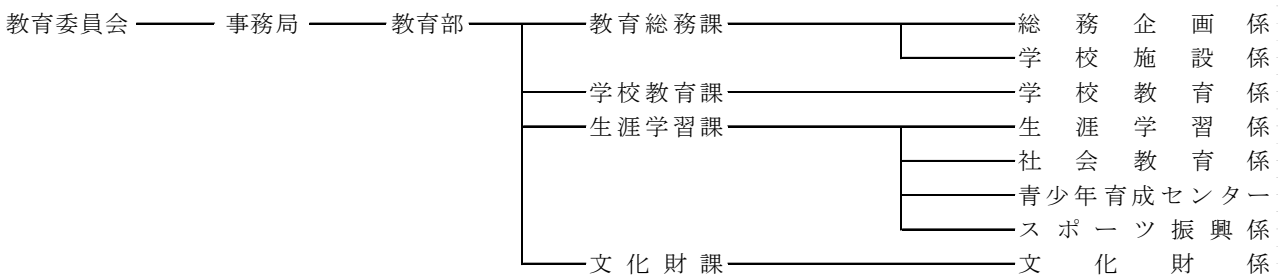 教育委員会 事務局 教育部 教育総務課 総務企画係
学校施設係
学校教育課 学校教育係
生涯学習課 生涯学習係
社会教育係
青少年育成センター
スポーツ振興係
文化財課 文化財係